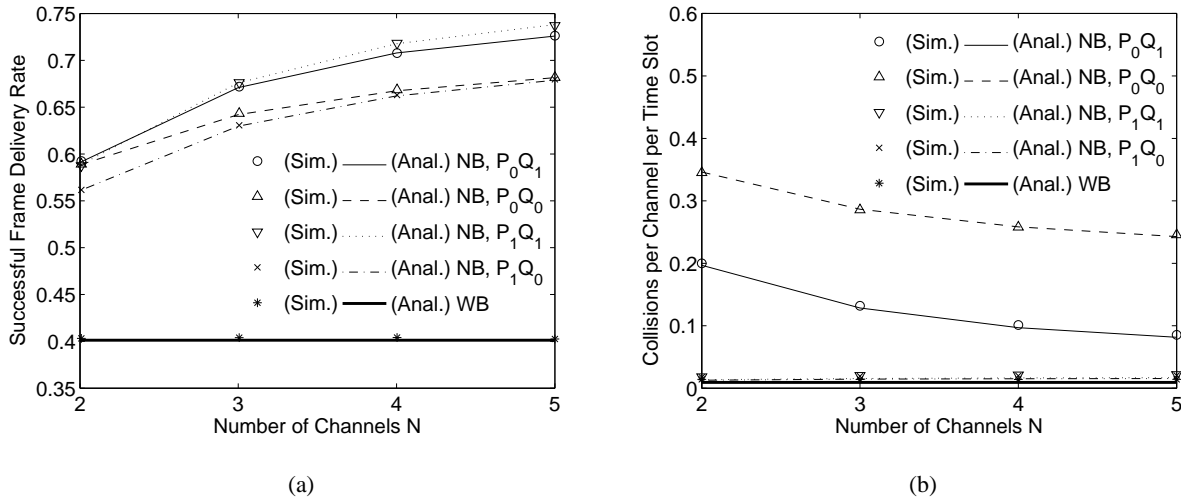 0.75
0.7
0.65
0.6
0.55
0.5
0.45
0.4
0.35
Successful Frame Delivery Rate
(Sim.) (Anal.) NB, P0Q1
(Sim.) (Anal.) NB, P0Q0
(Sim.) (Anal.) NB, P1Q1
(Sim.) (Anal.) NB, P1Q0
(Sim.) (Anal.) WB
2 3 4 5
Number of Channels N
(a)
0.6
0.5
0.4
0.3
0.2
0.1
0
Collisions per Channel per Time Slot
(Sim.) (Anal.) NB, P0Q1
(Sim.) (Anal.) NB, P0Q0
(Sim.) (Anal.) NB, P1Q1
(Sim.) (Anal.) NB, P1Q0
(Sim.) (Anal.) WB
2 3 4 5
Number of Channels N
(b)